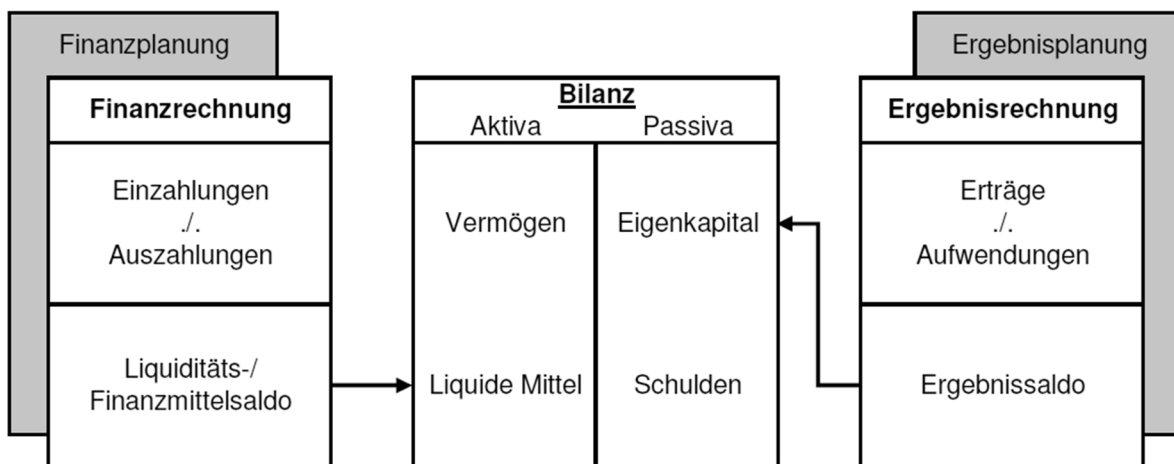 Finanzplanung
Finanzrechnung
Einzahlungen
./.
Auszahlungen
Liquiditäts-/
Finanzmittelsaldo
Bilanz
Aktiva Passiva
Vermögen Eigenkapital
Liquide Mittel Schulden
Ergebnisplanung
Ergebnisrechnung
Erträge
./.
Aufwendungen
Ergebnissaldo